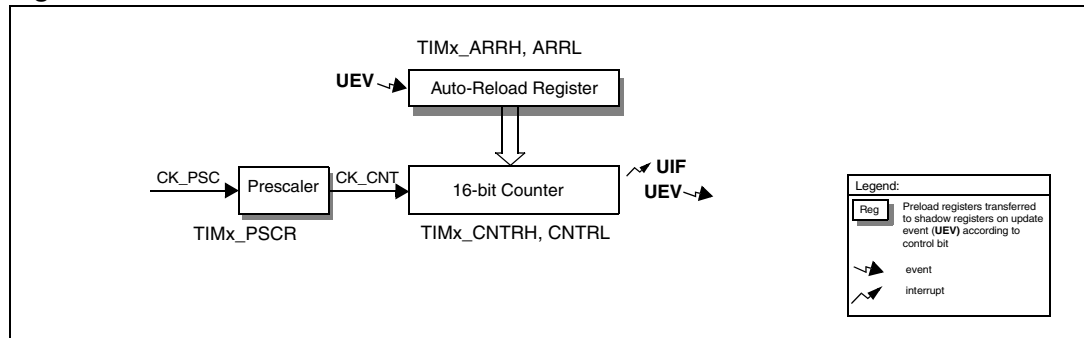 TIMx_ARRH, ARRL
UEV
Auto-Reload Register
UIF
CK_PSC
Prescaler
CK_CNT
16-bit Counter
UEV
TIMx_PSCR
TIMx_CNTRH, CNTRL
Legend:
Reg
Preload registers transferred
to shadow registers on update
event (UEV) according to
control bit
event
interrupt